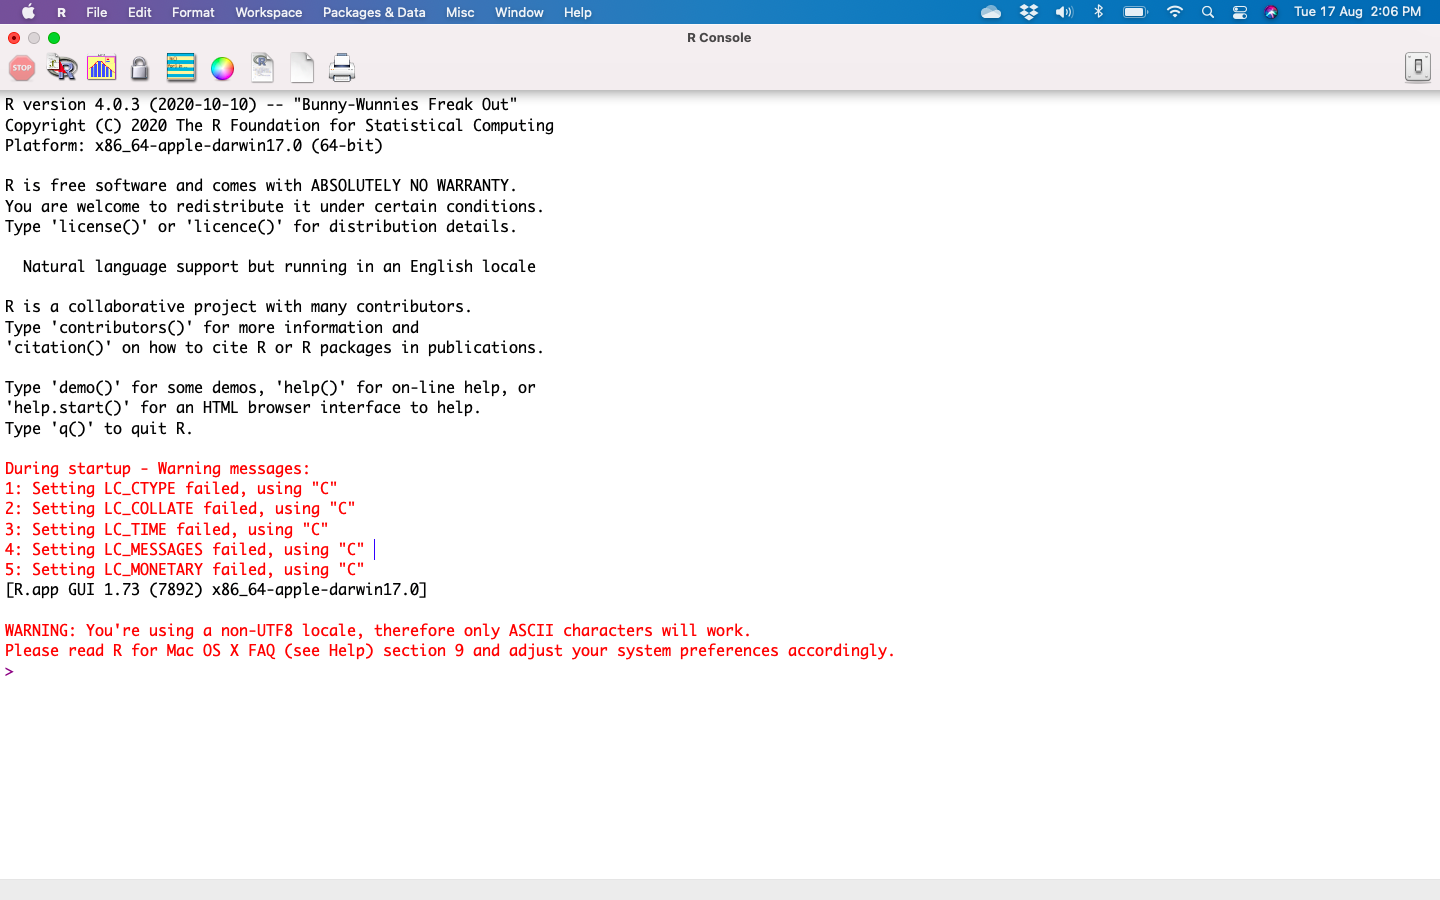 R File Edit Format Workspace Packages & Data Misc Window Help Tue 17 Aug 2:06 PM
R Console
STOP
R version 4.0.3 (2020-10-10) -- "Bunny-Wunnies Freak Out"
Copyright (C) 2020 The R Foundation for Statistical Computing
Platform: x86_64-apple-darwin17.0 (64-bit)
R is free software and comes with ABSOLUTELY NO WARRANTY.
You are welcome to redistribute it under certain conditions.
Type 'license()' or 'licence()' for distribution details.
Natural language support but running in an English locale
R is a collaborative project with many contributors.
Type 'contributors()' for more information and
'citation()' on how to cite R or R packages in publications.
Type 'demo()' for some demos, 'help()' for on-line help, or
'help.start()' for an HTML browser interface to help.
Type 'q()' to quit R.
During startup - Warning messages:
1: Setting LC_CTYPE failed, using "C"
2: Setting LC_COLLATE failed, using "C"
3: Setting LC_TIME failed, using "C"
4: Setting LC_MESSAGES failed, using "C"
5: Setting LC_MONETARY failed, using "C"
[R.app GUI 1.73 (7892) x86_64-apple-darwin17.0]
WARNING: You're using a non-UTF8 locale, therefore only ASCII characters will work.
Please read R for Mac OS X FAQ (see Help) section 9 and adjust your system preferences accordingly.
>